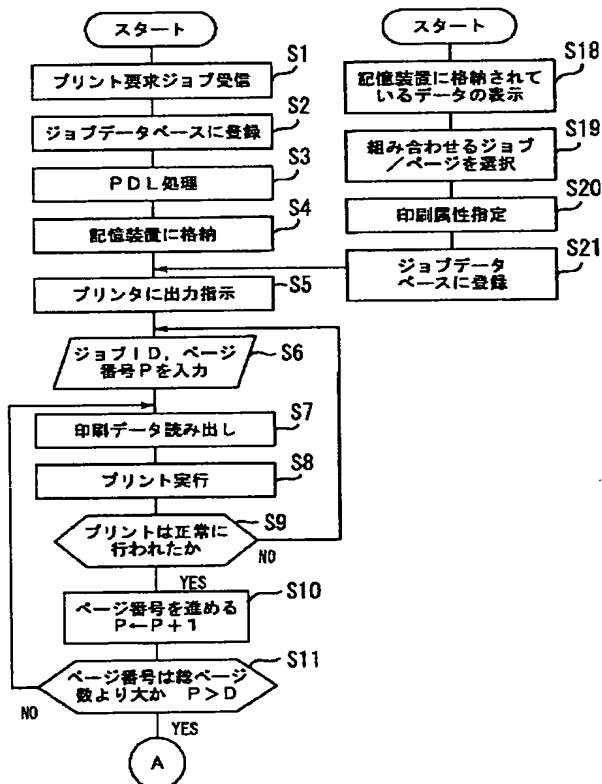 スタート
プリント要求ジョブ受信
S1
ジョブデータベースに登録
S2
PDL処理
S3
記憶装置に格納
S4
プリンタに出力指示
S5
ジョブID，ページ
番号Pを入力
S6
印刷データ読み出し
S7
プリント実行
S8
プリントは正常に
行われたか
S9
NO
YES
ページ番号を進める
P←P+1
S10
ページ番号は総ページ
数より大か P>D
S11
NO
YES
A
スタート
記憶装置に格納されて
いるデータの表示
S18
組み合わせるジョブ
／ページを選択
S19
印刷属性指定
S20
ジョブデータ
ベースに登録
S21